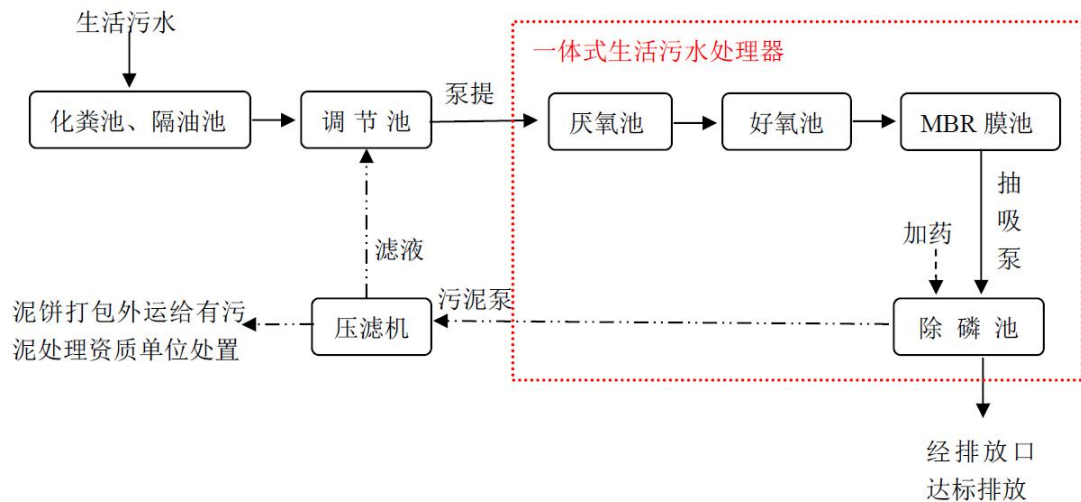 生活污水
一体式生活污水处理器
化粪池、隔油池
调节池
泵提
厌氧池
好氧池
MBR 膜池
抽
吸
泵
加药
滤液
污泥泵
泥饼打包外运给有污
泥处理资质单位处置
压滤机
除磷池
经排放口
达标排放